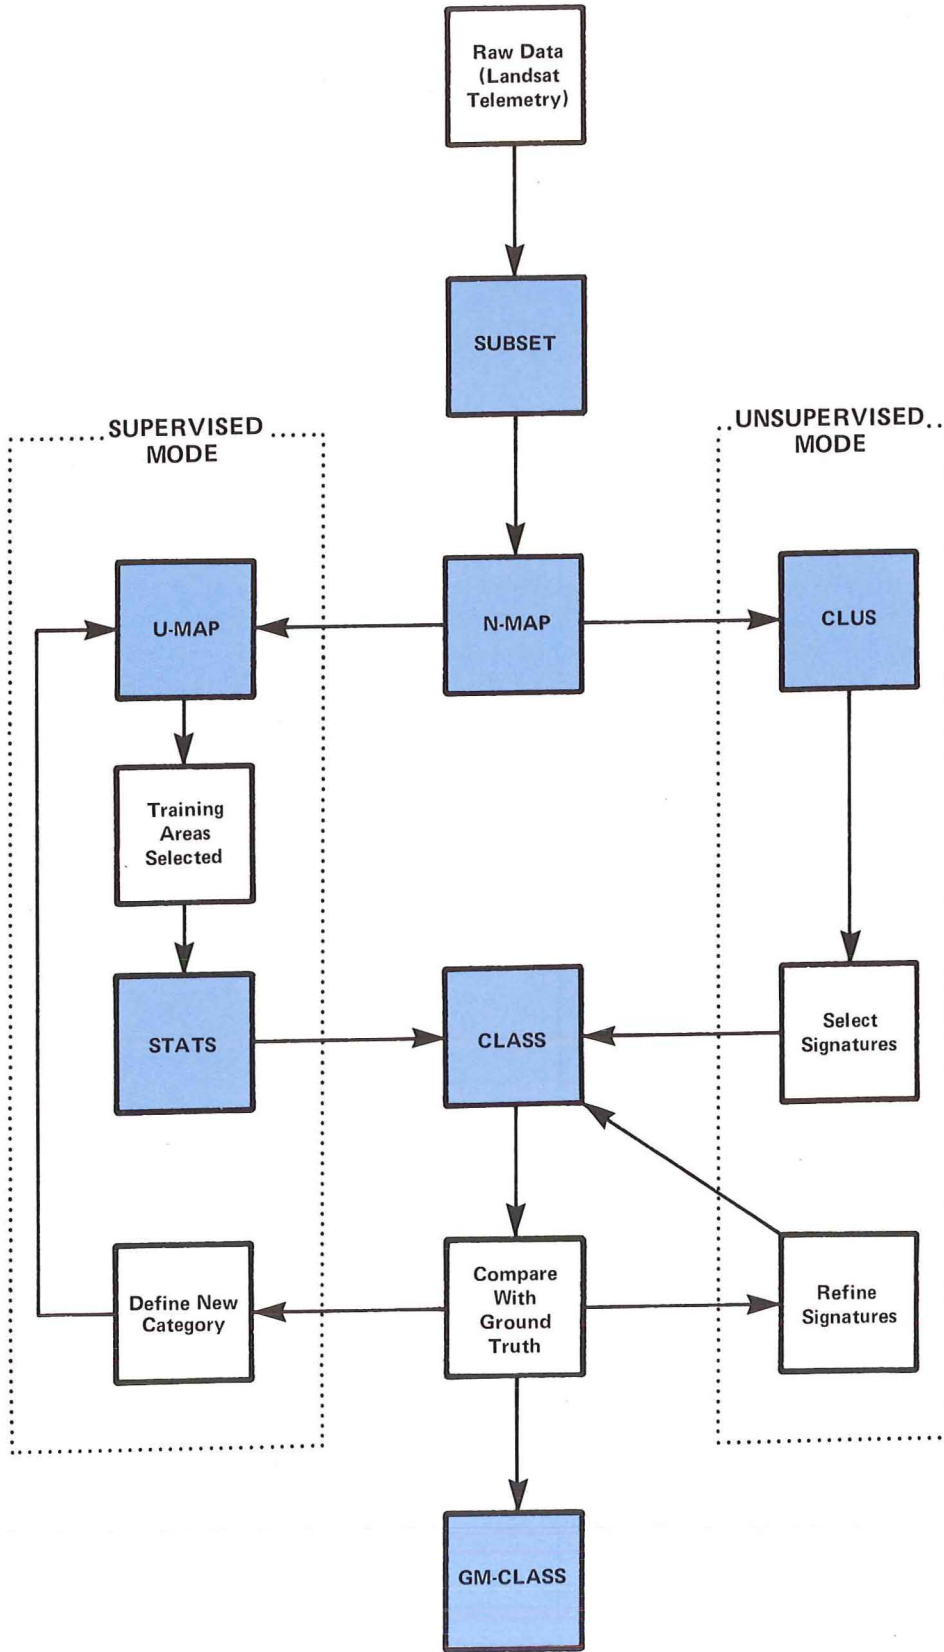 Raw Data
(Landsat
Telemetry)
SUBSET
SUPERVISED
MODE
UNSUPERVISED
MODE
U-MAP
N-MAP
CLUS
Training
Areas
Selected
STATS
CLASS
Select
Signatures
Define New
Category
Compare
With
Ground
Truth
Refine
Signatures
GM-CLASS